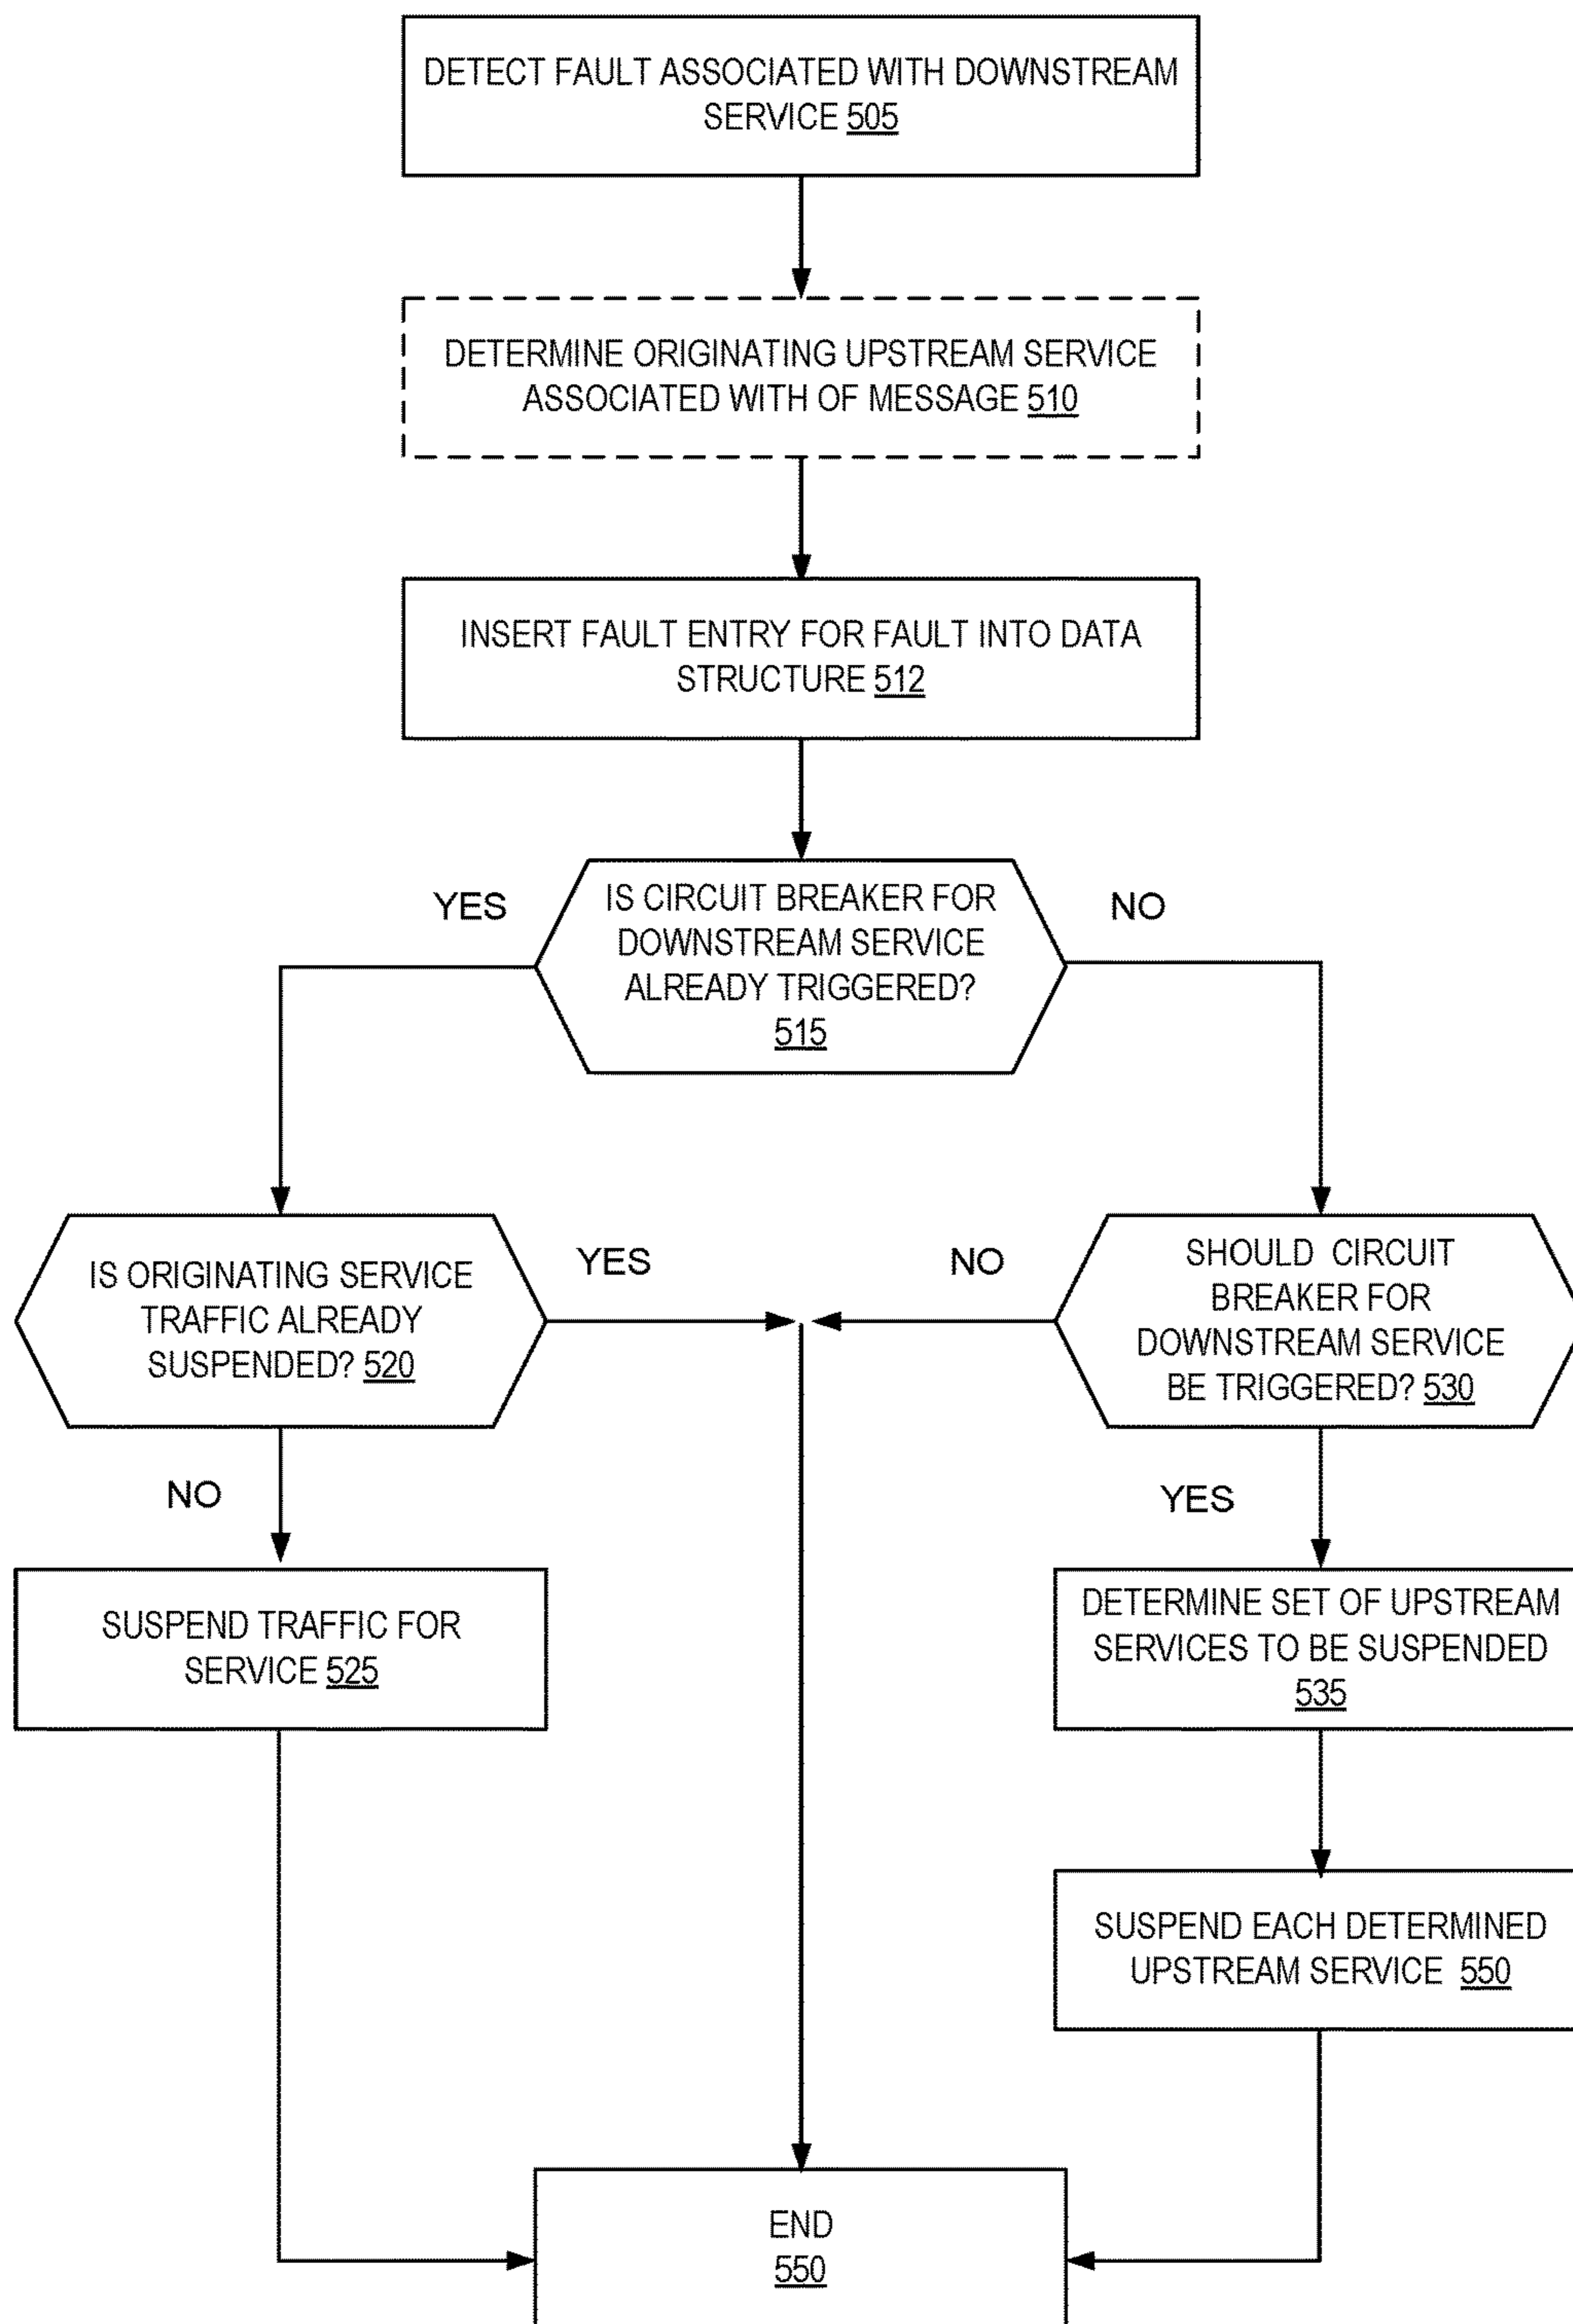 DETECT FAULT ASSOCIATED WITH DOWNSTREAM
SERVICE 505
DETERMINE ORIGINATING UPSTREAM SERVICE
ASSOCIATED WITH OF MESSAGE 510
INSERT FAULT ENTRY FOR FAULT INTO DATA
STRUCTURE 512
YES
IS CIRCUIT BREAKER FOR
DOWNSTREAM SERVICE
ALREADY TRIGGERED?
515
NO
IS ORIGINATING SERVICE
TRAFFIC ALREADY
SUSPENDED? 520
YES
NO
SHOULD CIRCUIT
BREAKER FOR
DOWNSTREAM SERVICE
BE TRIGGERED? 530
NO
YES
SUSPEND TRAFFIC FOR
SERVICE 525
DETERMINE SET OF UPSTREAM
SERVICES TO BE SUSPENDED
535
SUSPEND EACH DETERMINED
UPSTREAM SERVICE 550
END
550